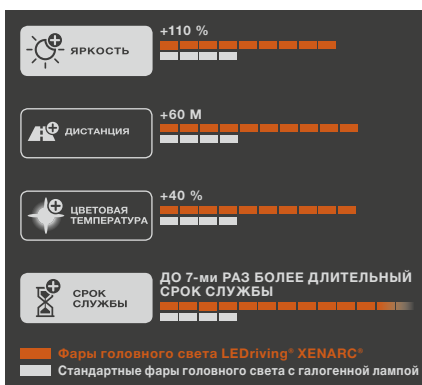 +110 %
ЯРКОСТЬ
+60 М
ДИСТАНЦИЯ
+40 %
ЦВЕТОВАЯ
ТЕМПЕРАТУРА
ДО 7-ми РАЗ БОЛЕЕ ДЛИТЕЛЬНЫЙ
СРОК СЛУЖБЫ
СРОК
СЛУЖБЫ
Фары головного света LEDriving® XENARC®
Стандартные фары головного света с галогенной лампой